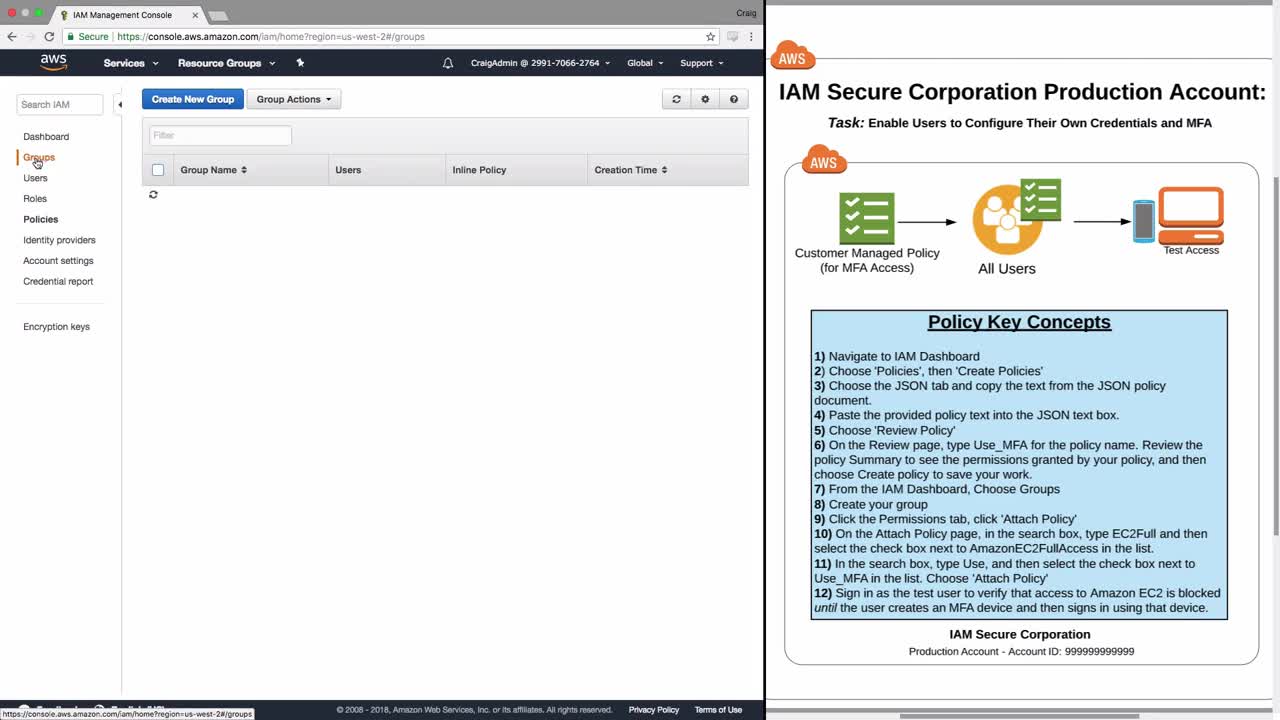 IAM Management Console
Craig
Secure https://console.aws.amazon.com/iam/home?region=us-west-2#/groups
aws
Services
Resource Groups
CraigAdmin @ 2991-7066-2764
Global
Support
Search IAM
Dashboard
Groups
Users
Roles
Policies
Identity providers
Account settings
Credential report
Encryption keys
Create New Group
Group Actions
Filter
Group Name
Users
Inline Policy
Creation Time
https://console.aws.amazon.com/iam/home?region=us-west-2#/groups
© 2008 - 2018, Amazon Web Services, Inc. or its affiliates. All rights reserved.
Privacy Policy
Terms of Use
AWS
IAM Secure Corporation Production Account:
Task: Enable Users to Configure Their Own Credentials and MFA
AWS
Customer Managed Policy
(for MFA Access)
All Users
Test Access
Policy Key Concepts
1) Navigate to IAM Dashboard
2) Choose 'Policies', then 'Create Policies'
3) Choose the JSON tab and copy the text from the JSON policy
document.
4) Paste the provided policy text into the JSON text box.
5) Choose 'Review Policy'
6) On the Review page, type Use_MFA for the policy name. Review the
policy Summary to see the permissions granted by your policy, and then
choose Create policy to save your work.
7) From the IAM Dashboard, Choose Groups
8) Create your group
9) Click the Permissions tab, click 'Attach Policy'
10) On the Attach Policy page, in the search box, type EC2Full and then
select the check box next to AmazonEC2FullAccess in the list.
11) In the search box, type Use, and then select the check box next to
Use_MFA in the list. Choose 'Attach Policy'
12) Sign in as the test user to verify that access to Amazon EC2 is blocked
until the user creates an MFA device and then signs in using that device.
IAM Secure Corporation
Production Account - Account ID: 999999999999